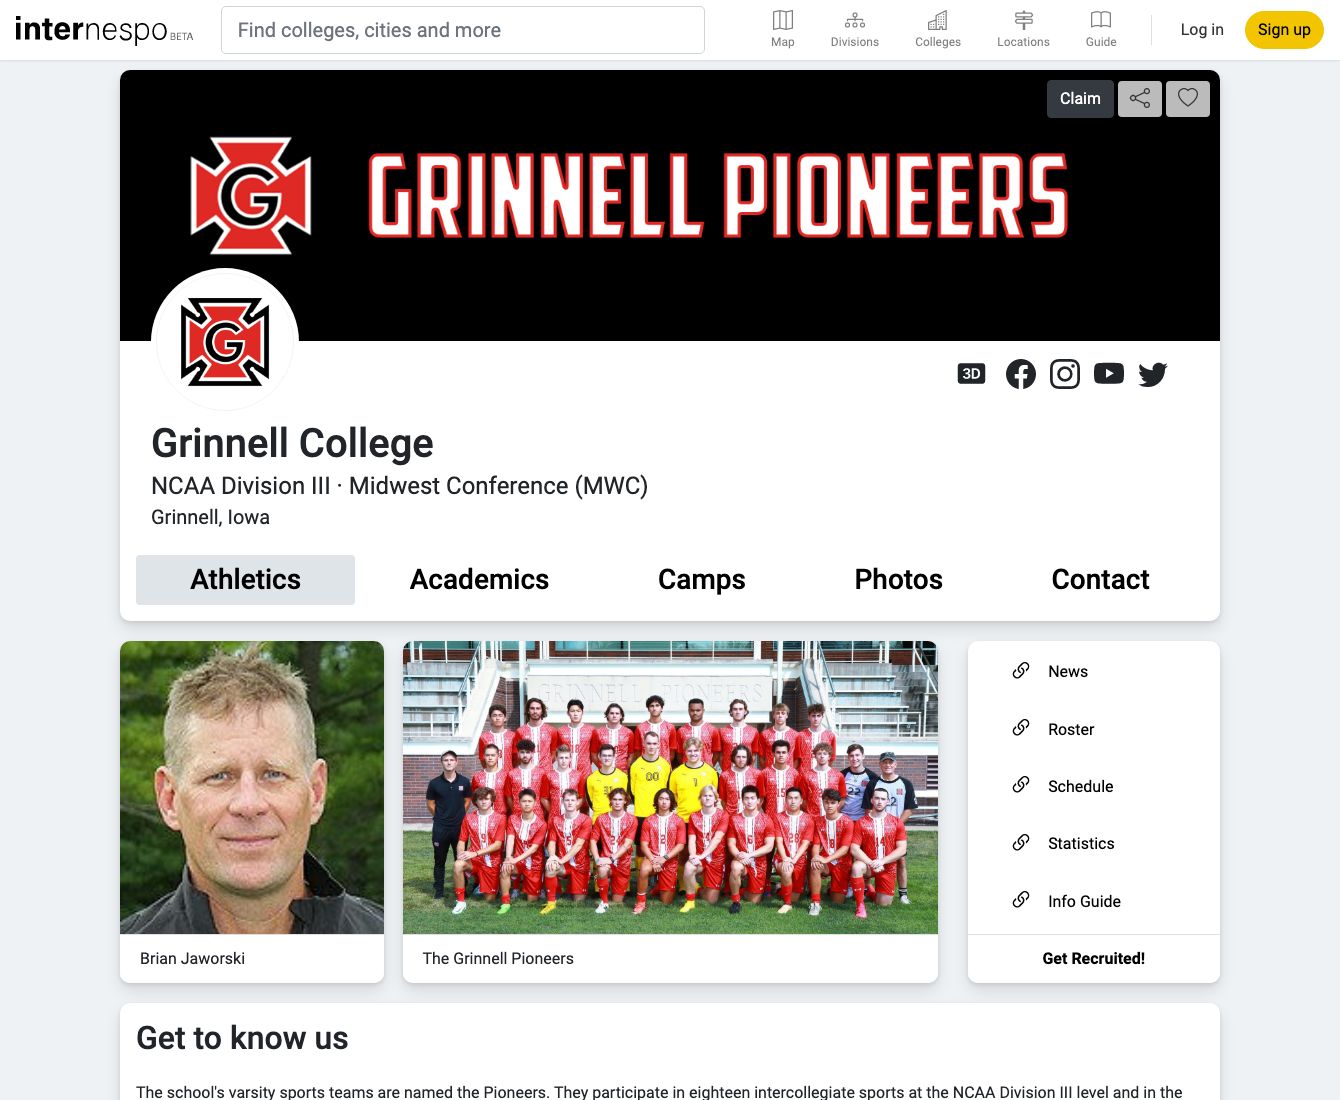 internespo BETA
Find colleges, cities and more
Map
Divisions
Colleges
Locations
Guide
Log in
Sign up
Claim
G
GRINNELL PIONEERS
G
3D
Grinnell College
NCAA Division III · Midwest Conference (MWC)
Grinnell, Iowa
Athletics
Academics
Camps
Photos
Contact
GRINNELL PIONEERS
Brian Jaworski
The Grinnell Pioneers
News
Roster
Schedule
Statistics
Info Guide
Get Recruited!
Get to know us
The school's varsity sports teams are named the Pioneers. They participate in eighteen intercollegiate sports at the NCAA Division III level and in the